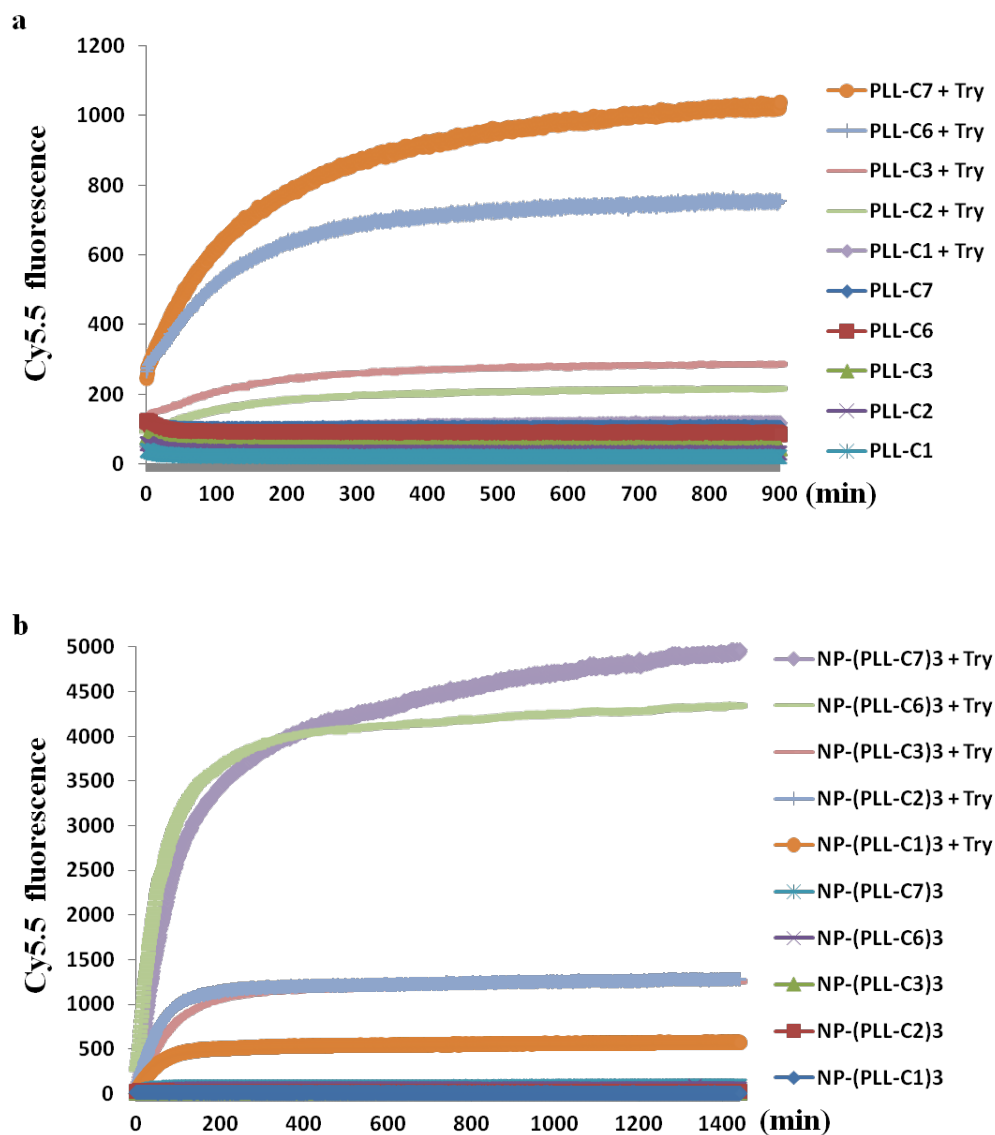 a
1200
1000
800
600
400
200
0
Cy5.5 fluorescence
0 100 200 300 400 500 600 700 800 900 (min)
PLL-C7 + Try
PLL-C6 + Try
PLL-C3 + Try
PLL-C2 + Try
PLL-C1 + Try
PLL-C7
PLL-C6
PLL-C3
PLL-C2
PLL-C1
b
5000
4500
4000
3500
3000
2500
2000
1500
1000
500
0
Cy5.5 fluorescence
0 200 400 600 800 1000 1200 1400 (min)
NP-(PLL-C7)3 + Try
NP-(PLL-C6)3 + Try
NP-(PLL-C3)3 + Try
NP-(PLL-C2)3 + Try
NP-(PLL-C1)3 + Try
NP-(PLL-C7)3
NP-(PLL-C6)3
NP-(PLL-C3)3
NP-(PLL-C2)3
NP-(PLL-C1)3